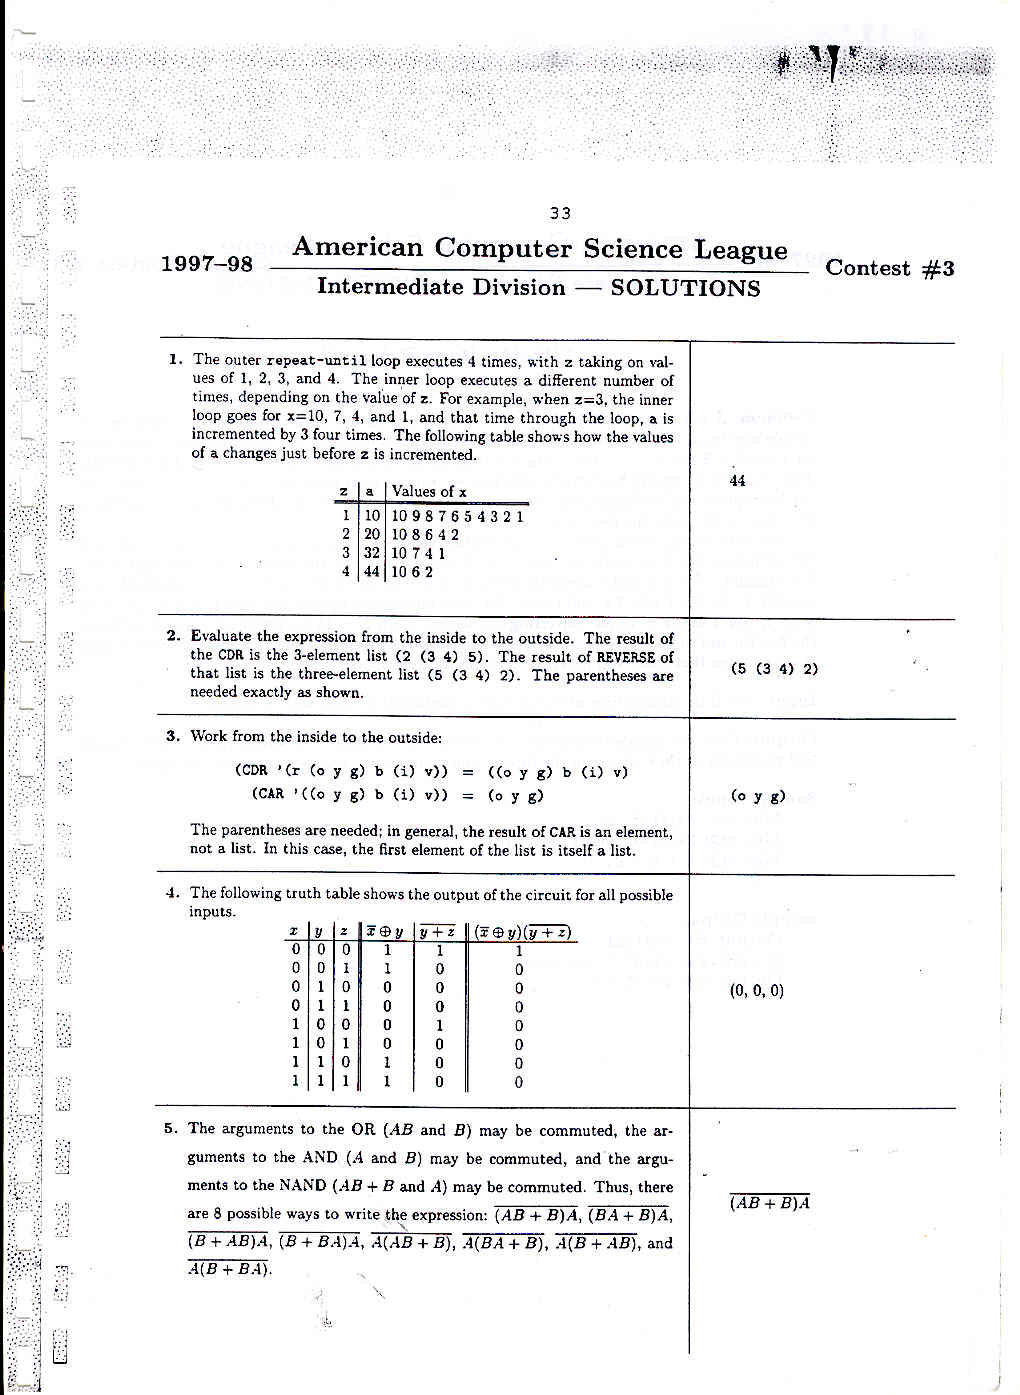 33
1997–98
American Computer Science League
Contest #3
Intermediate Division — SOLUTIONS
1. The outer repeat-until loop executes 4 times, with z taking on val-
ues of 1, 2, 3, and 4. The inner loop executes a different number of
times, depending on the value of z. For example, when z=3, the inner
loop goes for x=10, 7, 4, and 1, and that time through the loop, a is
incremented by 3 four times. The following table shows how the values
of a changes just before z is incremented.
z a Values of x
1 10 10 9 8 7 6 5 4 3 2 1
2 20 10 8 6 4 2
3 32 10 7 4 1
4 44 10 6 2
44
2. Evaluate the expression from the inside to the outside. The result of
the CDR is the 3-element list (2 (3 4) 5). The result of REVERSE of
that list is the three-element list (5 (3 4) 2). The parentheses are
needed exactly as shown.
(5 (3 4) 2)
3. Work from the inside to the outside:
(CDR '(r (o y g) b (i) v)) = ((o y g) b (i) v)
(CAR '((o y g) b (i) v)) = (o y g)
The parentheses are needed; in general, the result of CAR is an element,
not a list. In this case, the first element of the list is itself a list.
(o y g)
4. The following truth table shows the output of the circuit for all possible
inputs.
x y z x̅ ⊕ y \overline{y + z} (x̅ ⊕ y)(\overline{y + z})
0 0 0 1 1 1
0 0 1 1 0 0
0 1 0 0 0 0
0 1 1 0 0 0
1 0 0 0 1 0
1 0 1 0 0 0
1 1 0 1 0 0
1 1 1 1 0 0
(0, 0, 0)
5. The arguments to the OR (AB and B) may be commuted, the ar-
guments to the AND (A and B) may be commuted, and the argu-
ments to the NAND (AB + B and A) may be commuted. Thus, there
are 8 possible ways to write the expression: \overline{(AB + B)A}, \overline{(BA + B)A},
\overline{(B + AB)A}, \overline{(B + BA)A}, \overline{A(AB + B)}, \overline{A(BA + B)}, \overline{A(B + AB)}, and
\overline{A(B + BA)}.
\overline{(AB + B)A}